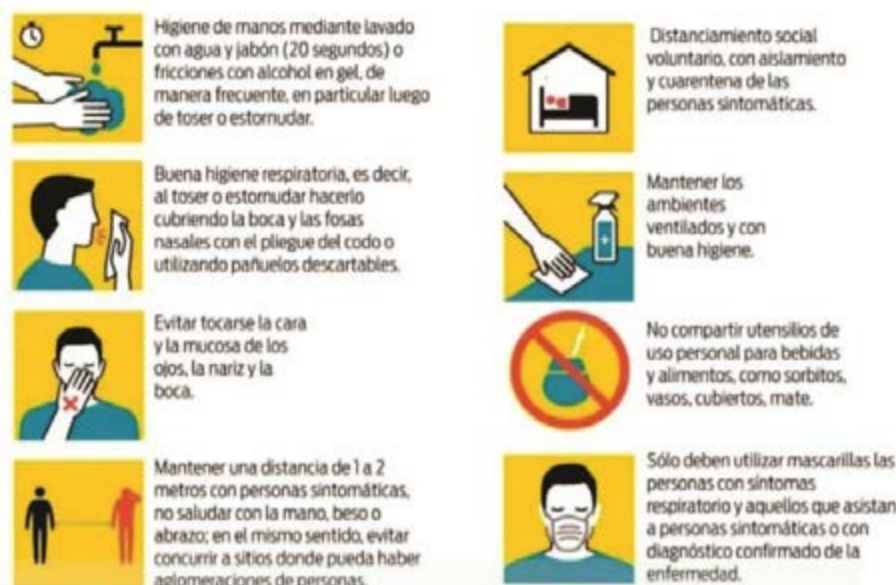 Higiene de manos mediante lavado
con agua y jabón (20 segundos) o
fricciones con alcohol en gel, de
manera frecuente, en particular luego
de toser o estornudar.
Buena higiene respiratoria, es decir,
al toser o estornudar hacerlo
cubriendo la boca y las fosas
nasales con el pliegue del codo o
utilizando pañuelos descartables.
Evitar tocarse la cara
y la mucosa de los
ojos, la nariz y la
boca.
Mantener una distancia de 1 a 2
metros con personas sintomáticas,
no saludar con la mano, beso o
abrazo; en el mismo sentido, evitar
concurrir a sitios donde pueda haber
aglomeraciones de personas.
Distanciamiento social
voluntario, con aislamiento
y cuarentena de las
personas sintomáticas.
Mantener los
ambientes
ventilados y con
buena higiene.
No compartir utensilios de
uso personal para bebidas
y alimentos, como sorbitos,
vasos, cubiertos, mate.
Sólo deben utilizar mascarillas las
personas con síntomas
respiratorio y aquellos que asistan
a personas sintomáticas o con
diagnóstico confirmado de la
enfermedad.